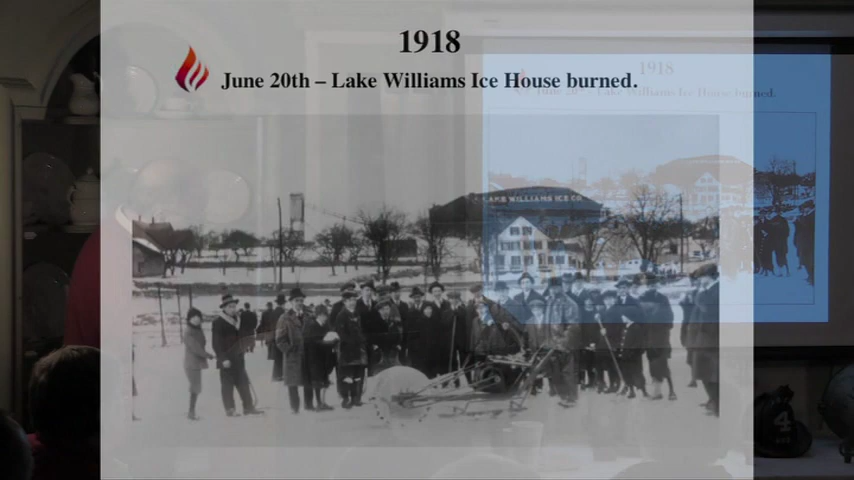 1918
June 20th – Lake Williams Ice House burned.
LAKE WILLIAMS ICE CO.
1918
June 20th – Lake Williams Ice House burned.
4